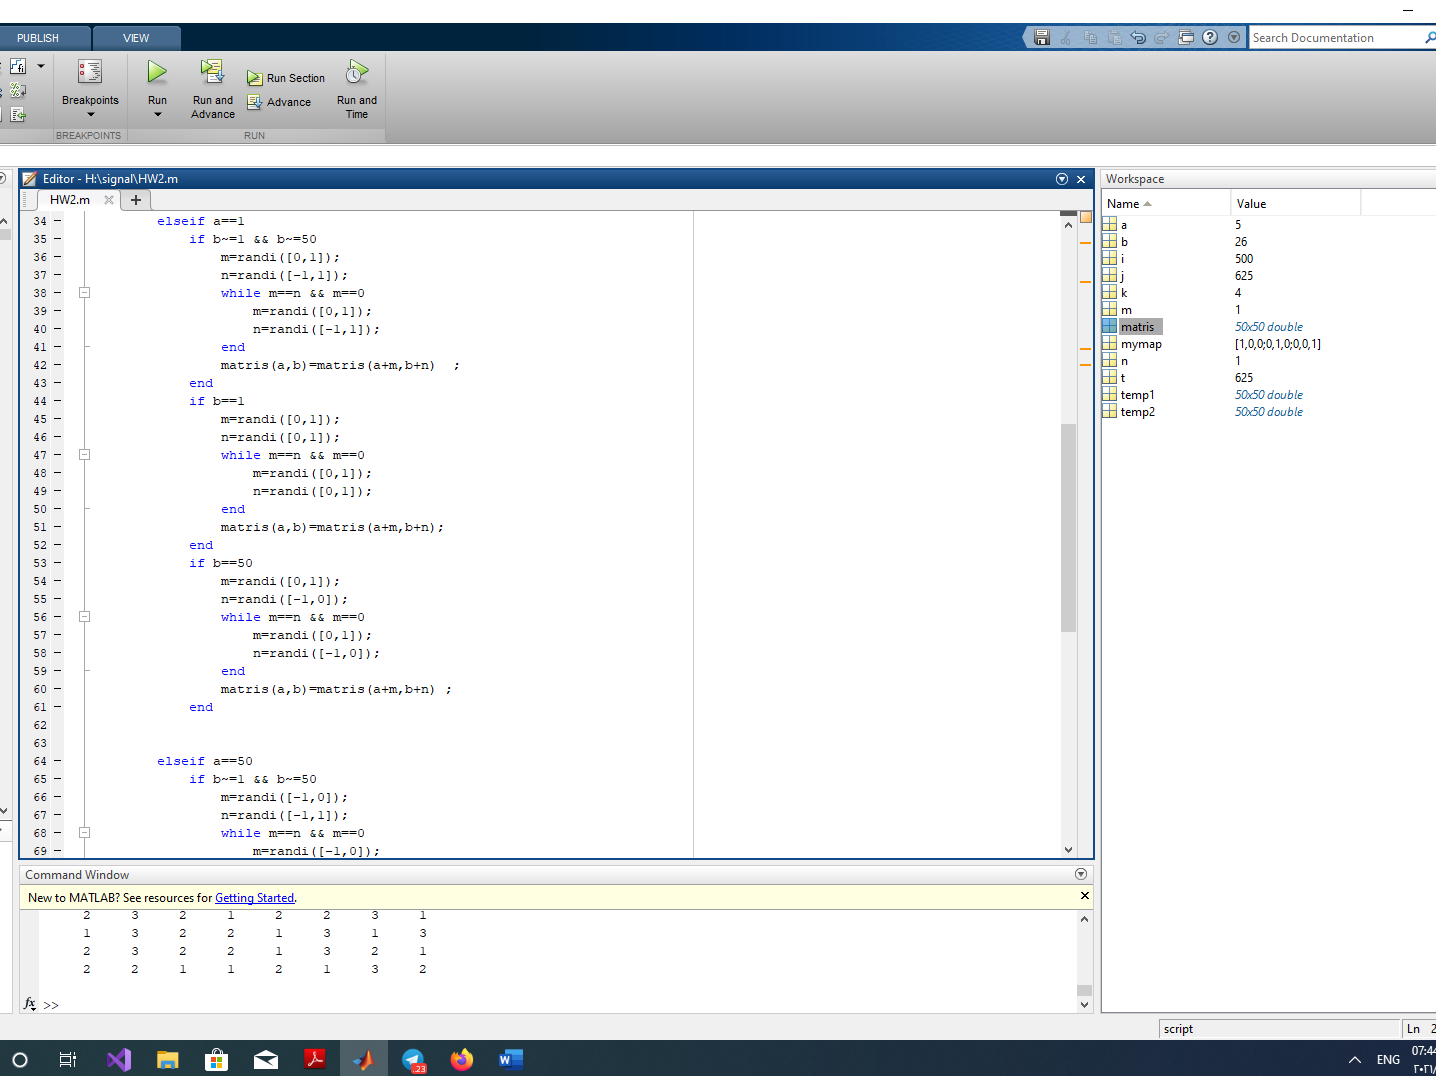 PUBLISH VIEW
Search Documentation
Breakpoints Run Run and Advance Run Section Advance Run and Time
BREAKPOINTS RUN
Editor - H:\signal\HW2.m
HW2.m
34 elseif a==1
35 if b~=1 && b~=50
36 m=randi([0,1]);
37 n=randi([-1,1]);
38 while m==n && m==0
39 m=randi([0,1]);
40 n=randi([-1,1]);
41 end
42 matris(a,b)=matris(a+m,b+n)  ;
43 end
44 if b==1
45 m=randi([0,1]);
46 n=randi([0,1]);
47 while m==n && m==0
48 m=randi([0,1]);
49 n=randi([0,1]);
50 end
51 matris(a,b)=matris(a+m,b+n);
52 end
53 if b==50
54 m=randi([0,1]);
55 n=randi([-1,0]);
56 while m==n && m==0
57 m=randi([0,1]);
58 n=randi([-1,0]);
59 end
60 matris(a,b)=matris(a+m,b+n) ;
61 end
62
63
64 elseif a==50
65 if b~=1 && b~=50
66 m=randi([-1,0]);
67 n=randi([-1,1]);
68 while m==n && m==0
69 m=randi([-1,0]);
Workspace
Name Value
a 5
b 26
i 500
j 625
k 4
m 1
matris 50x50 double
mymap [1,0,0;0,1,0;0,0,1]
n 1
t 625
temp1 50x50 double
temp2 50x50 double
Command Window
New to MATLAB? See resources for Getting Started.
2 3 2 1 2 2 3 1
1 3 2 2 1 3 1 3
2 3 2 2 1 3 2 1
2 2 1 1 2 1 3 2
fx >>
script Ln 2
23
ENG
07:44